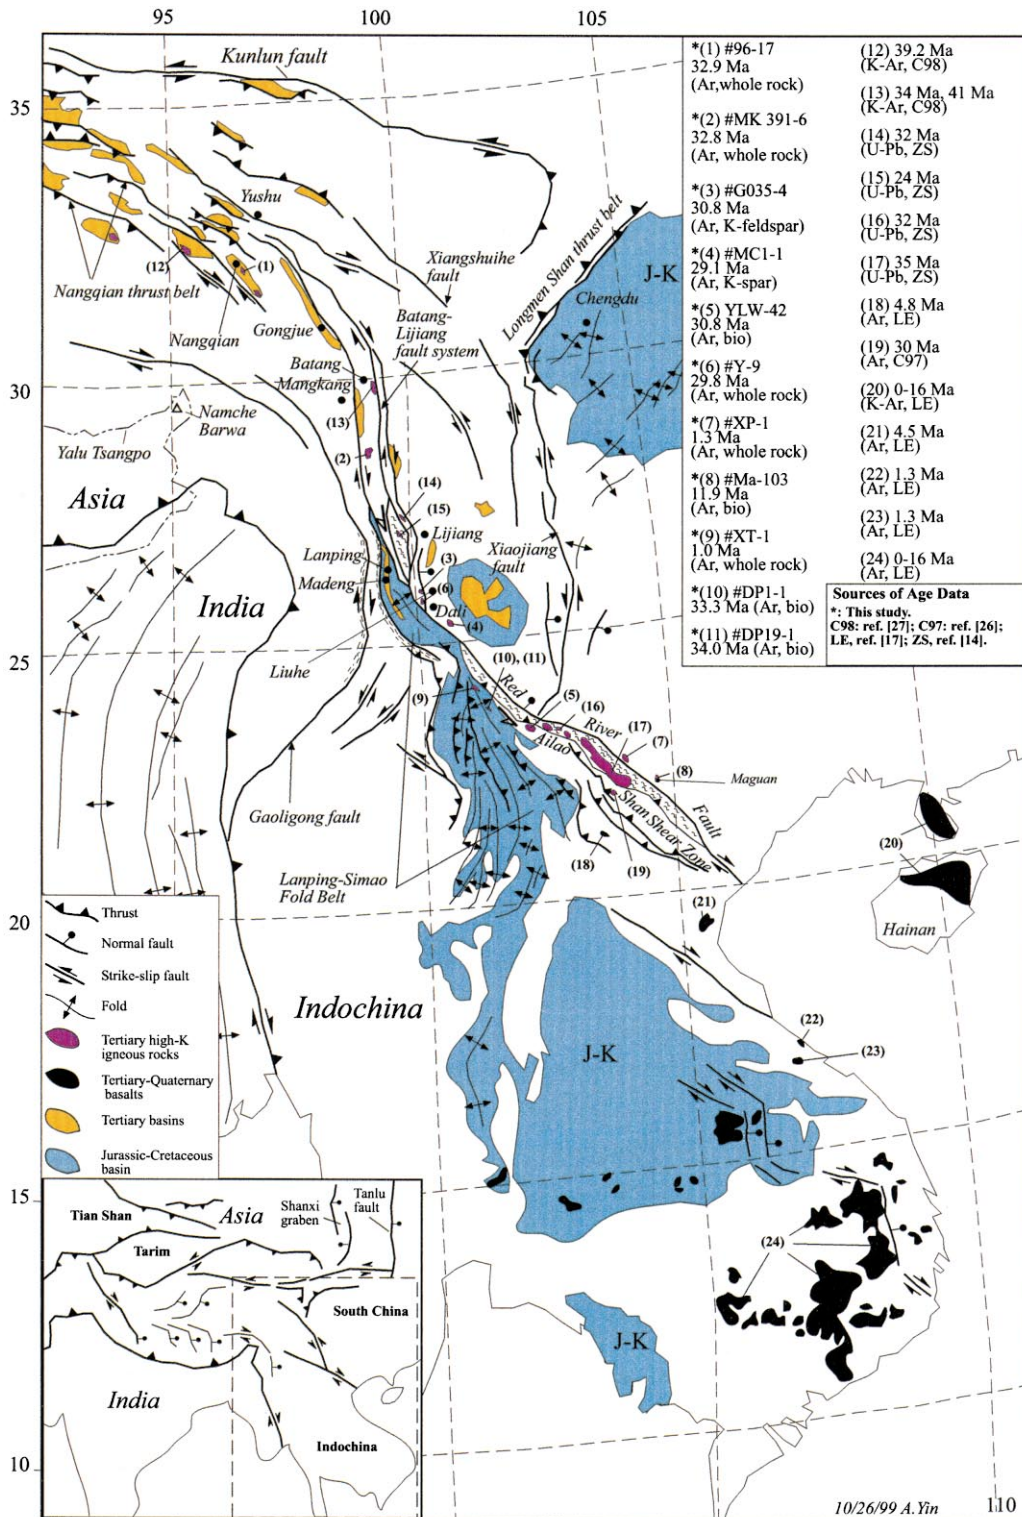 95
100
105
35
30
25
20
15
10
110
Kunlun fault
Yushu
(12)
(1)
Nangqian thrust belt
Nangqian
Gongjue
Xiangshuihe
fault
Batang-
Lijiang
fault system
Longmen Shan thrust belt
Chengdu
J-K
Batang
Mangkang
(13)
(2)
Namche
Barwa
Yalu Tsangpo
Asia
India
(14)
(15)
Lijiang
Lanping
Madeng
(3)
(6)
Dali
(4)
Xiaojiang
fault
Liuhe
(9)
(10), (11)
Red
River
Fault
(5)
(16)
(17)
(7)
(8)
Maguan
Ailao
Shan Shear Zone
Gaoligong fault
(18)
(19)
Lanping-Simao
Fold Belt
(20)
(21)
Hainan
Indochina
J-K
(22)
(23)
(24)
J-K
*(1) #96-17
32.9 Ma
(Ar,whole rock)
*(2) #MK 391-6
32.8 Ma
(Ar, whole rock)
*(3) #G035-4
30.8 Ma
(Ar, K-feldspar)
*(4) #MC1-1
29.1 Ma
(Ar, K-spar)
*(5) YLW-42
30.8 Ma
(Ar, bio)
*(6) #Y-9
29.8 Ma
(Ar, whole rock)
*(7) #XP-1
1.3 Ma
(Ar, whole rock)
*(8) #Ma-103
11.9 Ma
(Ar, bio)
*(9) #XT-1
1.0 Ma
(Ar, whole rock)
*(10) #DP1-1
33.3 Ma (Ar, bio)
*(11) #DP19-1
34.0 Ma (Ar, bio)
(12) 39.2 Ma
(K-Ar, C98)
(13) 34 Ma, 41 Ma
(K-Ar, C98)
(14) 32 Ma
(U-Pb, ZS)
(15) 24 Ma
(U-Pb, ZS)
(16) 32 Ma
(U-Pb, ZS)
(17) 35 Ma
(U-Pb, ZS)
(18) 4.8 Ma
(Ar, LE)
(19) 30 Ma
(Ar, C97)
(20) 0-16 Ma
(K-Ar, LE)
(21) 4.5 Ma
(Ar, LE)
(22) 1.3 Ma
(Ar, LE)
(23) 1.3 Ma
(Ar, LE)
(24) 0-16 Ma
(Ar, LE)
Sources of Age Data
*: This study.
C98: ref. [27]; C97: ref. [26];
LE, ref. [17]; ZS, ref. [14].
Thrust
Normal fault
Strike-slip fault
Fold
Tertiary high-K
igneous rocks
Tertiary-Quaternary
basalts
Tertiary basins
Jurassic-Cretaceous
basin
Tian Shan
Asia
Shanxi
graben
Tanlu
fault
Tarim
South China
India
Indochina
10/26/99 A.Yin